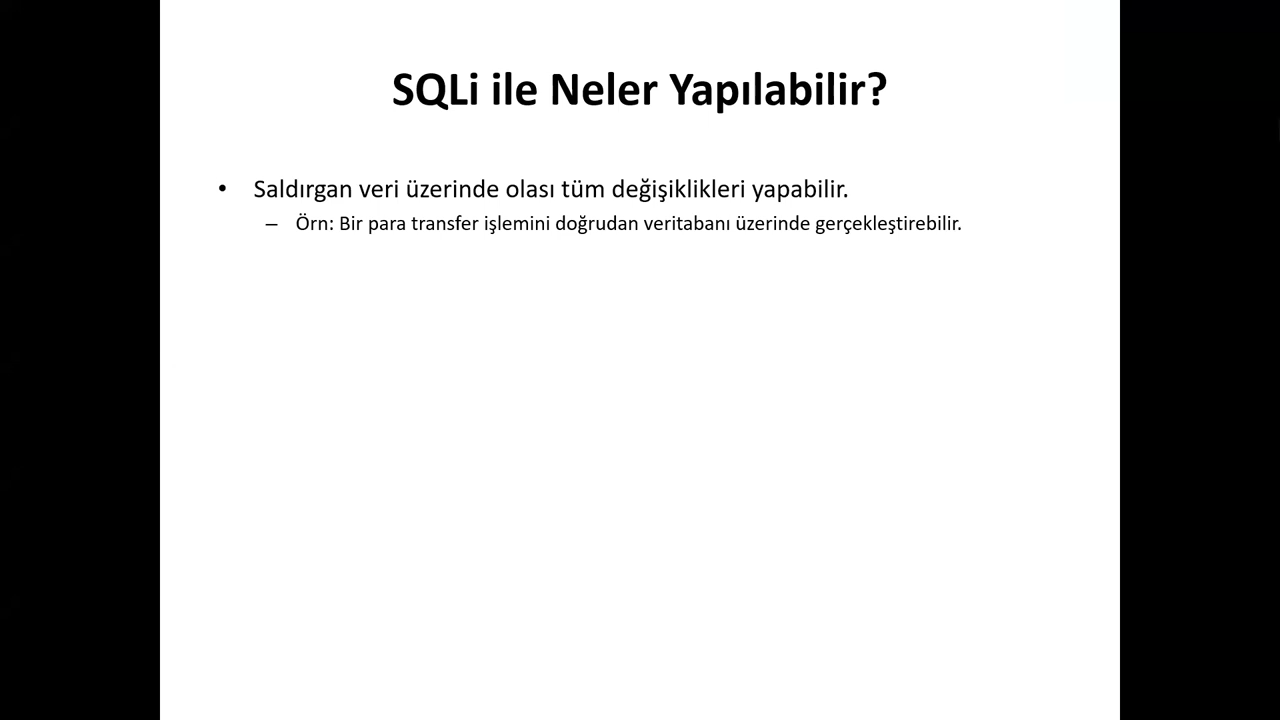 SQLi ile Neler Yapılabilir?
• Saldırgan veri üzerinde olası tüm değişiklikleri yapabilir.
– Örn: Bir para transfer işlemini doğrudan veritabanı üzerinde gerçekleştirebilir.